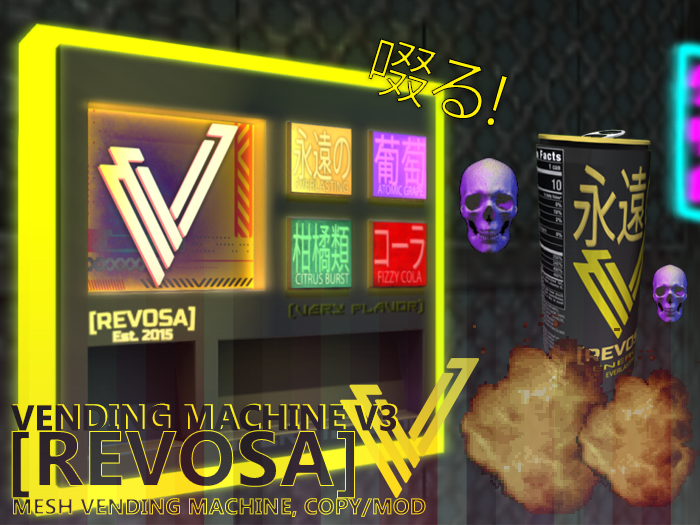 啜る!
永遠の
EVERLASTING
葡萄
ATOMIC GRAPE
柑橘類
CITRUS BURST
コーラ
FIZZY COLA
[REVOSA]
Est. 2015
[VERY FLAVOR]
Facts
1 can
10
永遠
[REVOSA
VENDING MACHINE V3
[REVOSA]
MESH VENDING MACHINE, COPY/MOD